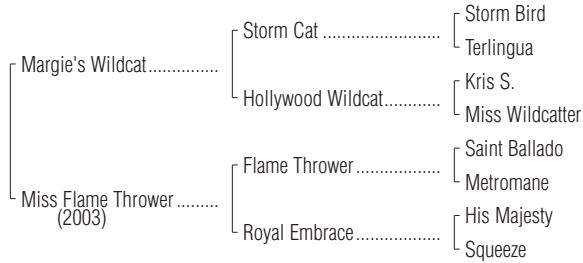 Storm Bird
Storm Cat ........................
Terlingua
Margie's Wildcat...............
Kris S.
Hollywood Wildcat............
Miss Wildcatter
Saint Ballado
Flame Thrower .................
Metromane
Miss Flame Thrower .........
(2003)
His Majesty
Royal Embrace.................
Squeeze